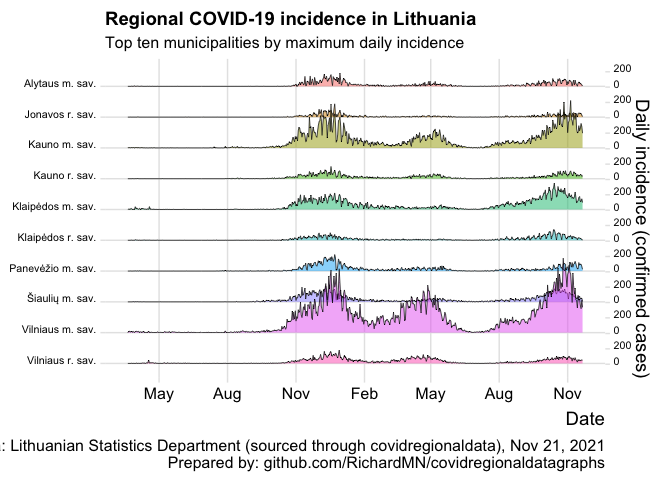 Regional COVID-19 incidence in Lithuania
Top ten municipalities by maximum daily incidence
Alytaus m. sav.
Jonavos m. sav.
Kauno m. sav.
Kauno r. sav.
Klaipėdos m. sav.
Klaipėdos r. sav.
Panevėžio m. sav.
Šiaulių m. sav.
Vilniaus m. sav.
Vilniaus r. sav.
200
0
200
0
200
0
200
0
200
0
200
0
200
0
200
0
200
0
200
0
Daily incidence (confirmed cases)
May Aug Nov Feb May Aug Nov
Date
: Lithuanian Statistics Department (sourced through covidregionaldata), Nov 21, 2021
Prepared by: github.com/RichardMN/covidregionaldatagraphs